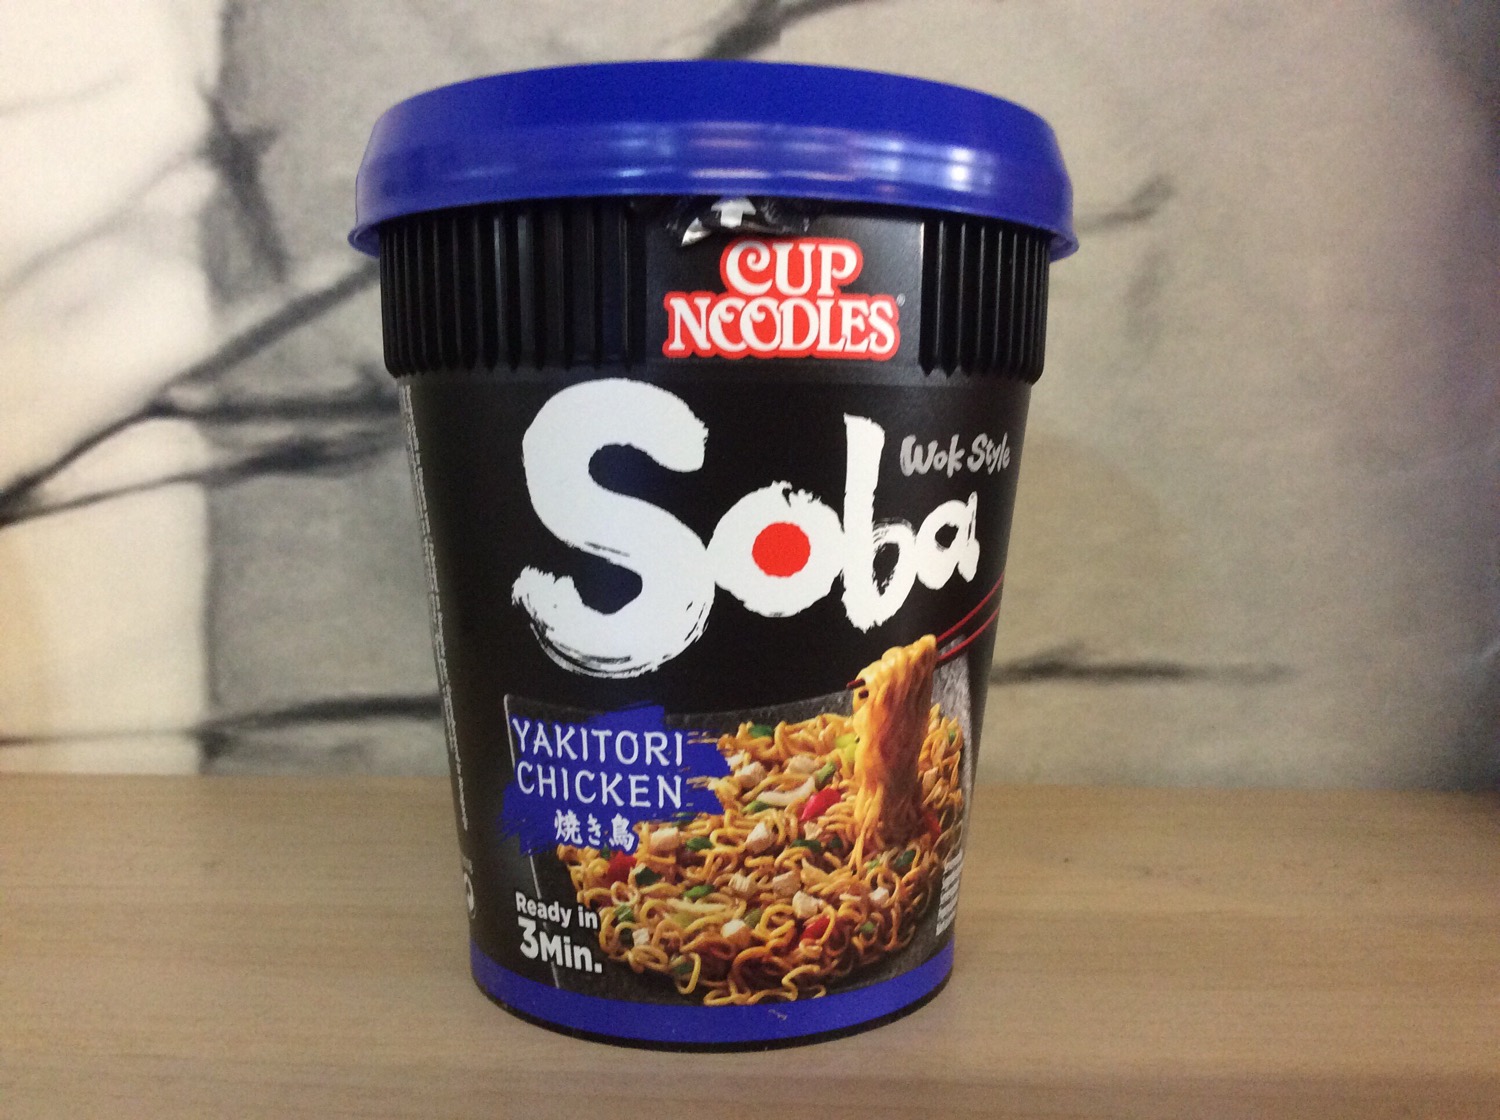 CUP
NOODLES
Wok Style
Soba
YAKITORI
CHICKEN
焼き鳥
Ready in
3Min.